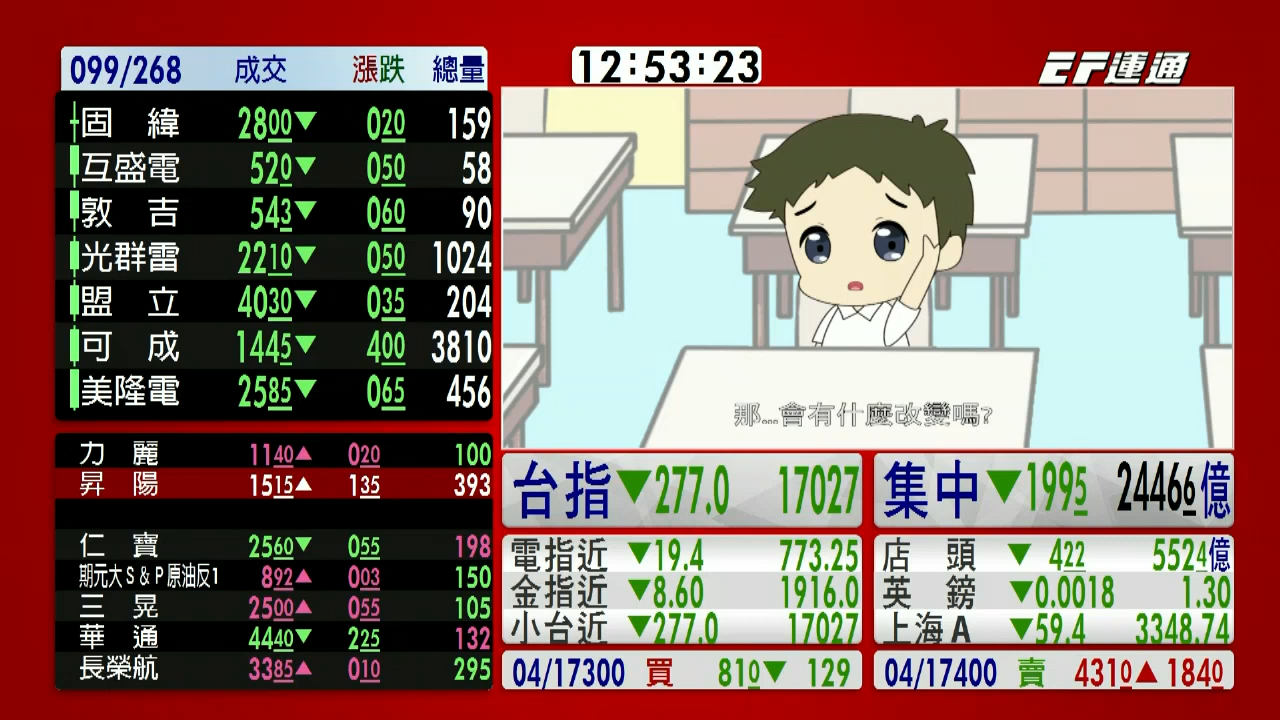 099/268 成交 漲跌 總量
12:53:23
EF運通
固緯 2800▼ 020 159
互盛電 520▼ 050 58
敦吉 543▼ 060 90
光群雷 2210▼ 050 1024
盟立 4030▼ 035 204
可成 1445▼ 400 3810
美隆電 2585▼ 065 456
那...會有什麼改變嗎?
力麗 1140▲ 020 100
昇陽 1515▲ 135 393
仁寶 2560▼ 055 198
期元大S&P原油反1 892▲ 003 150
三晃 2500▲ 055 105
華通 4440▼ 225 132
長榮航 3385▲ 010 295
台指▼277.0 17027
電指近 ▼19.4 773.25
金指近 ▼8.60 1916.0
小台近 ▼277.0 17027
04/17300 買 810▼ 129
集中▼1995 24466億
店頭 ▼ 422 5524億
英鎊 ▼0.0018 1.30
上海A ▼59.4 3348.74
04/17400 賣 4310▲1840